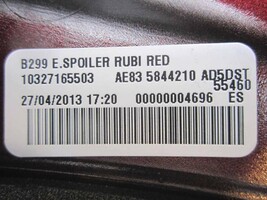 B299 E.SPOILER RUBI RED
10327165503 AE83 5844210 AD5DST
55460
27/04/2013 17:20 00000004696 ES